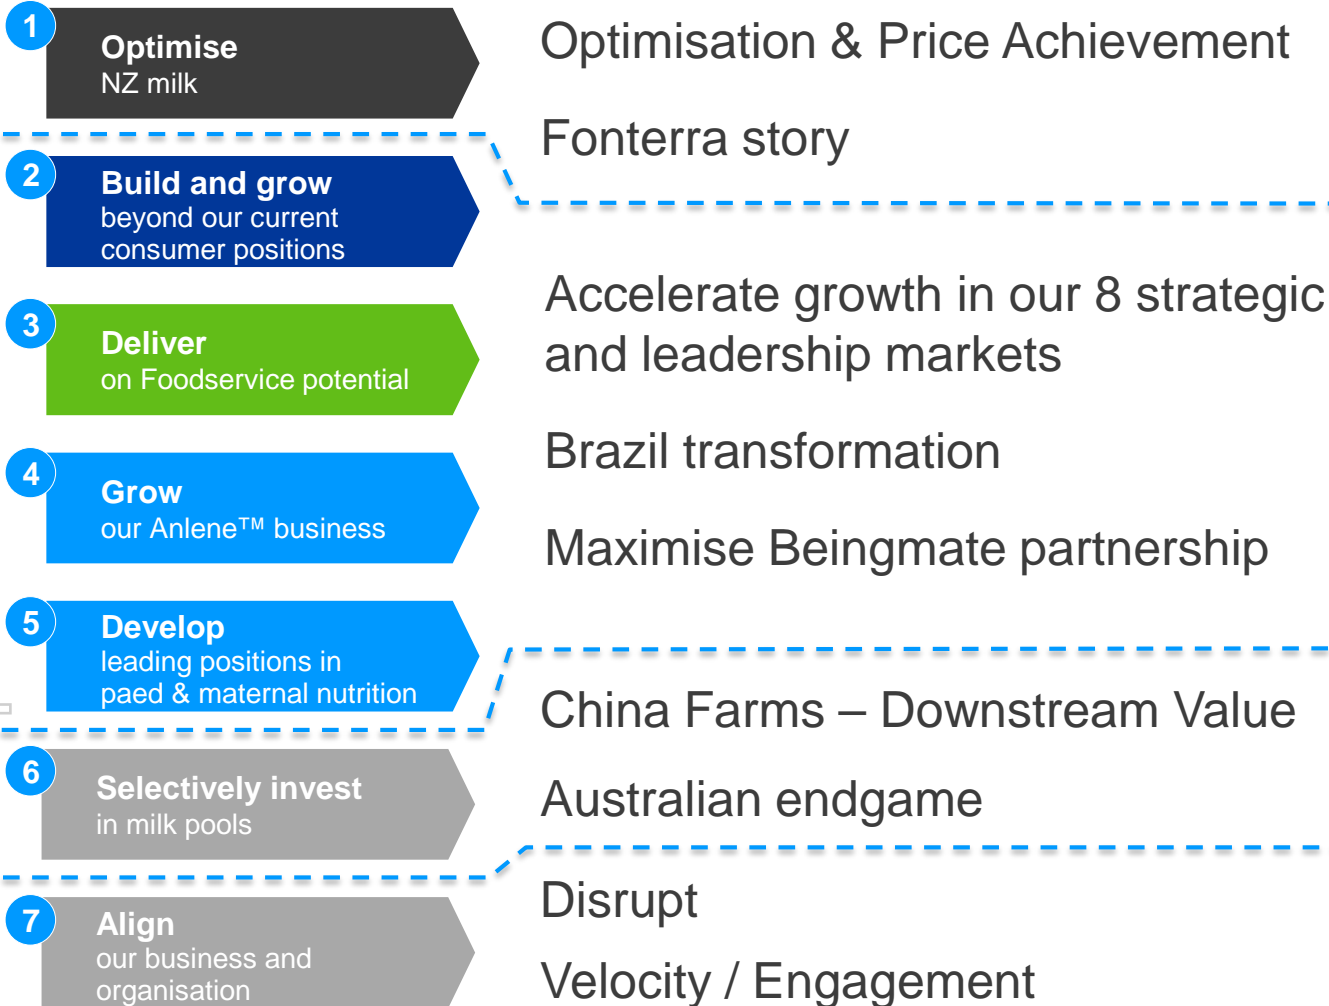 1
Optimise
NZ milk
Optimisation & Price Achievement
Fonterra story
2
Build and grow
beyond our current
consumer positions
3
Deliver
on Foodservice potential
4
Grow
our Anlene™ business
5
Develop
leading positions in
paed & maternal nutrition
Accelerate growth in our 8 strategic
and leadership markets
Brazil transformation
Maximise Beingmate partnership
6
Selectively invest
in milk pools
China Farms – Downstream Value
Australian endgame
7
Align
our business and
organisation
Disrupt
Velocity / Engagement